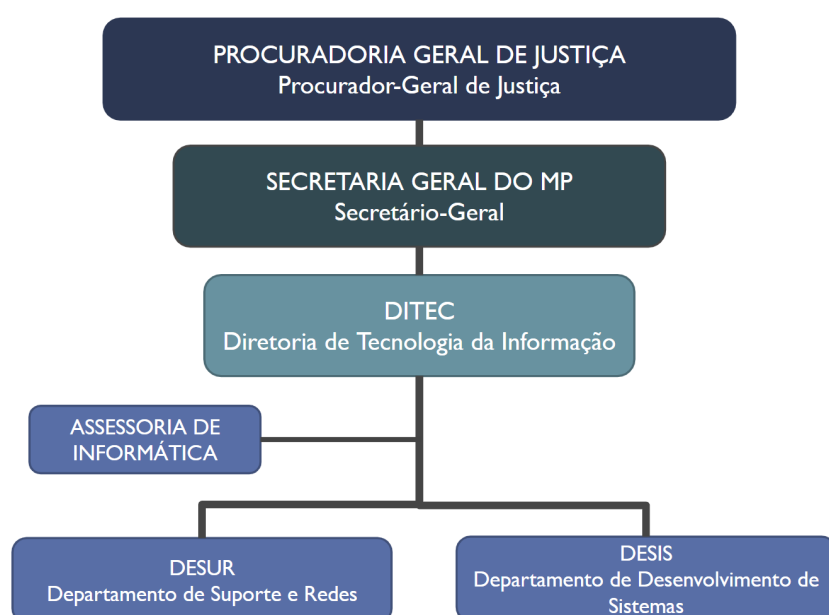 PROCURADORIA GERAL DE JUSTIÇA
Procurador-Geral de Justiça
SECRETARIA GERAL DO MP
Secretário-Geral
DITEC
Diretoria de Tecnologia da Informação
ASSESSORIA DE
INFORMÁTICA
DESUR
Departamento de Suporte e Redes
DESIS
Departamento de Desenvolvimento de
Sistemas